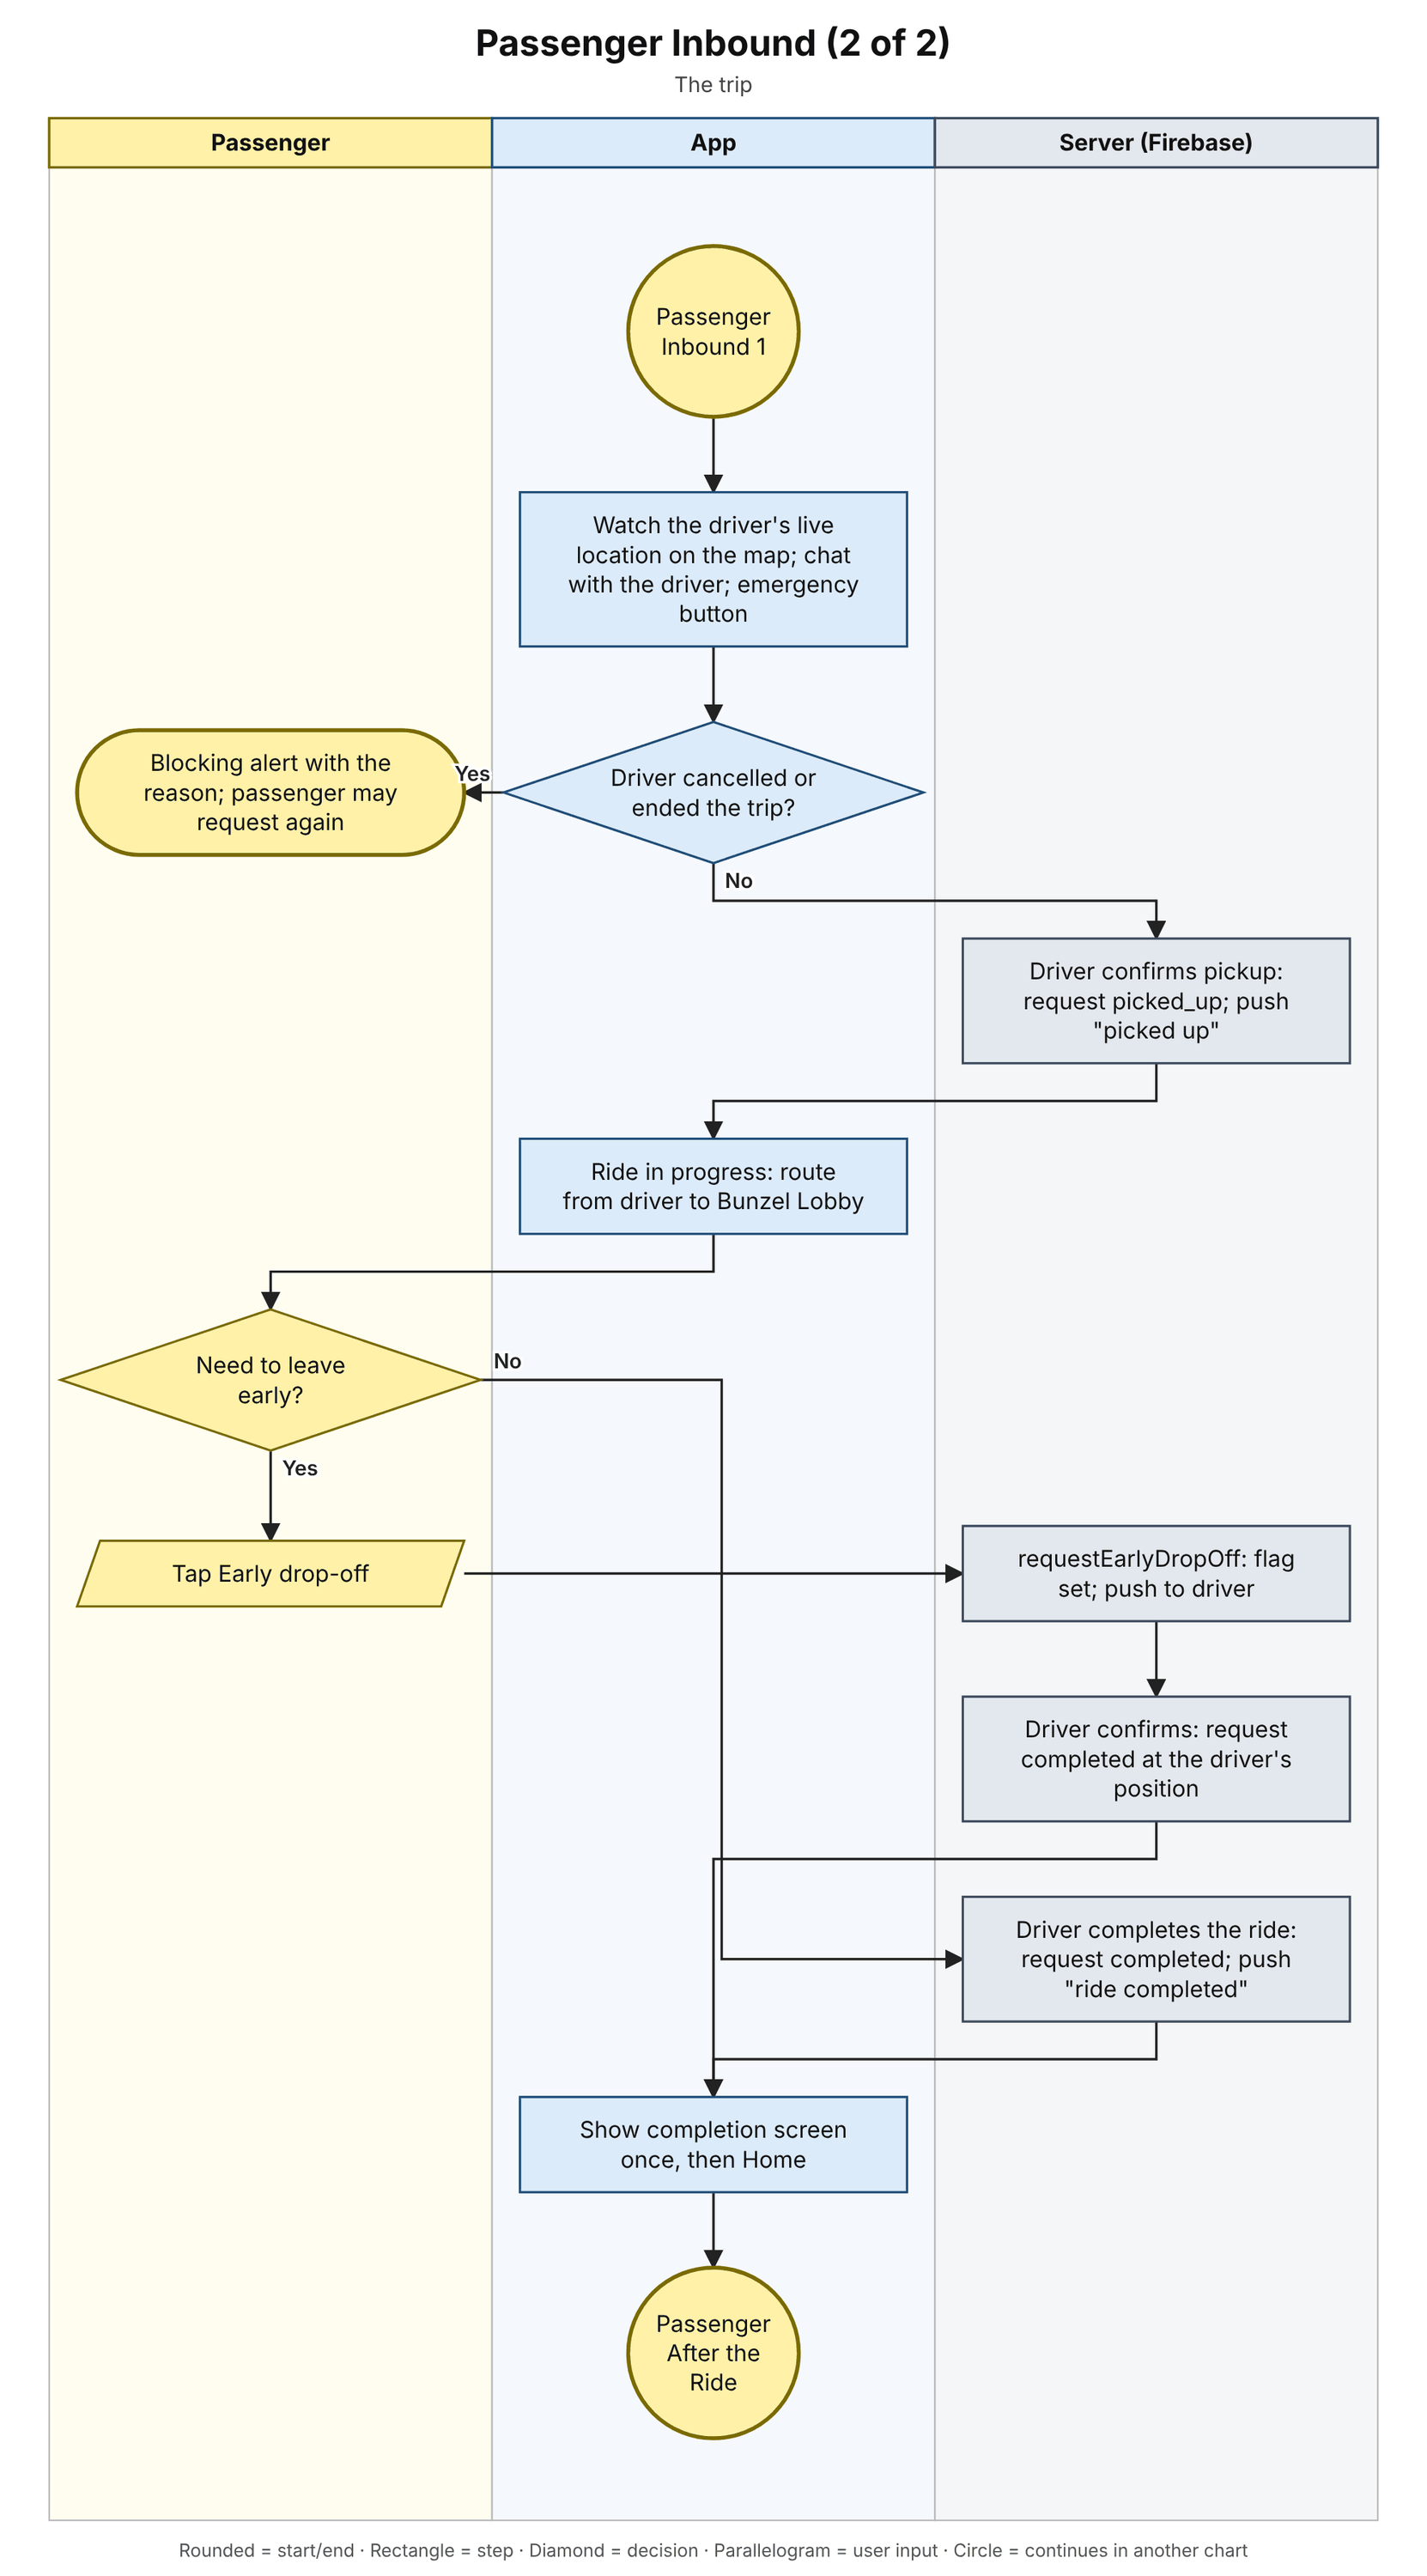 Passenger Inbound (2 of 2)
The trip
Passenger
App
Server (Firebase)
Passenger
Inbound 1
Watch the driver's live
location on the map; chat
with the driver; emergency
button
Driver cancelled or
ended the trip?
Yes
Blocking alert with the
reason; passenger may
request again
No
Driver confirms pickup:
request picked_up; push
"picked up"
Ride in progress: route
from driver to Bunzel Lobby
Need to leave
early?
No
Yes
Tap Early drop-off
requestEarlyDropOff: flag
set; push to driver
Driver confirms: request
completed at the driver's
position
Driver completes the ride:
request completed; push
"ride completed"
Show completion screen
once, then Home
Passenger
After the
Ride
Rounded = start/end · Rectangle = step · Diamond = decision · Parallelogram = user input · Circle = continues in another chart